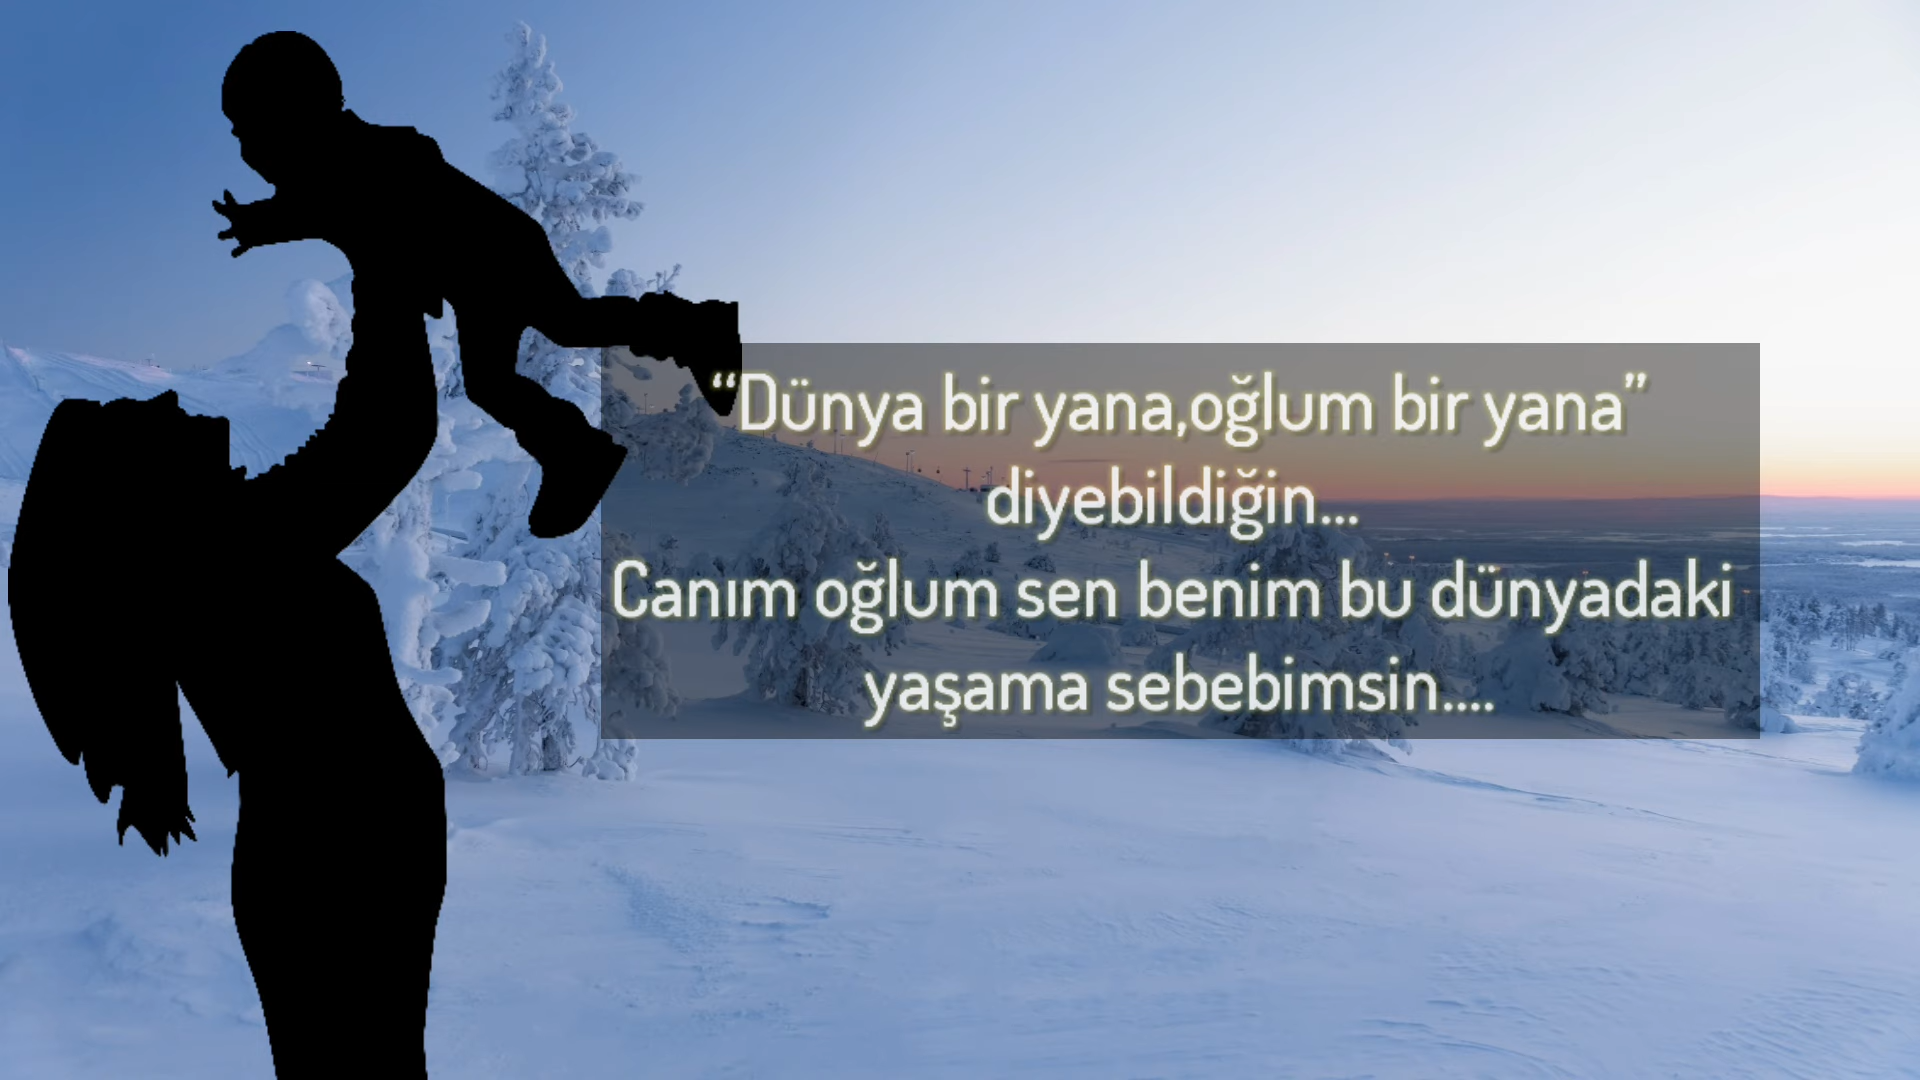 “Dünya bir yana,oğlum bir yana”
diyebildiğin...
Canım oğlum sen benim bu dünyadaki
yaşama sebebimsin....